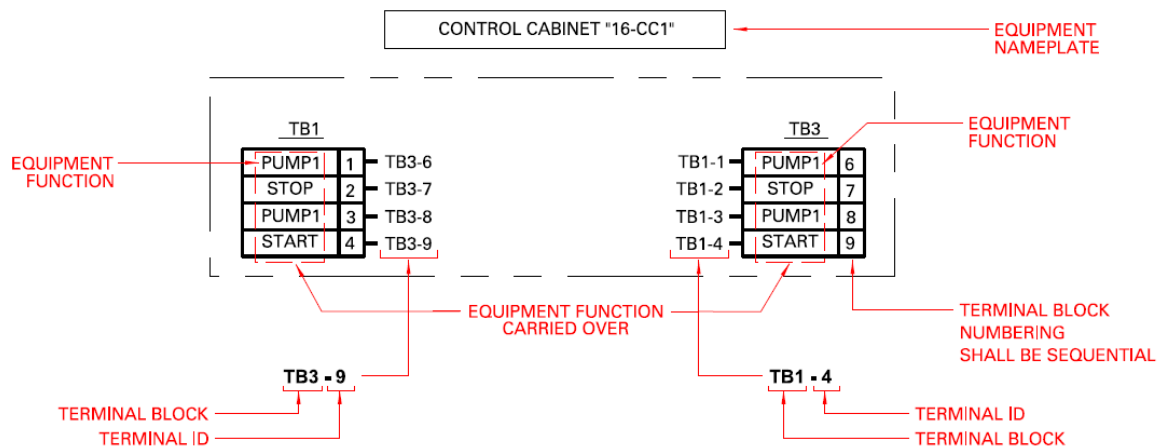 CONTROL CABINET "16-CC1"
EQUIPMENT
NAMEPLATE
TB1
TB3
EQUIPMENT
FUNCTION
EQUIPMENT
FUNCTION
PUMP1 1 TB3-6
STOP 2 TB3-7
PUMP1 3 TB3-8
START 4 TB3-9
TB1-1 PUMP1 6
TB1-2 STOP 7
TB1-3 PUMP1 8
TB1-4 START 9
EQUIPMENT FUNCTION
CARRIED OVER
TERMINAL BLOCK
NUMBERING
SHALL BE SEQUENTIAL
TB3 - 9
TERMINAL BLOCK
TERMINAL ID
TB1 - 4
TERMINAL ID
TERMINAL BLOCK